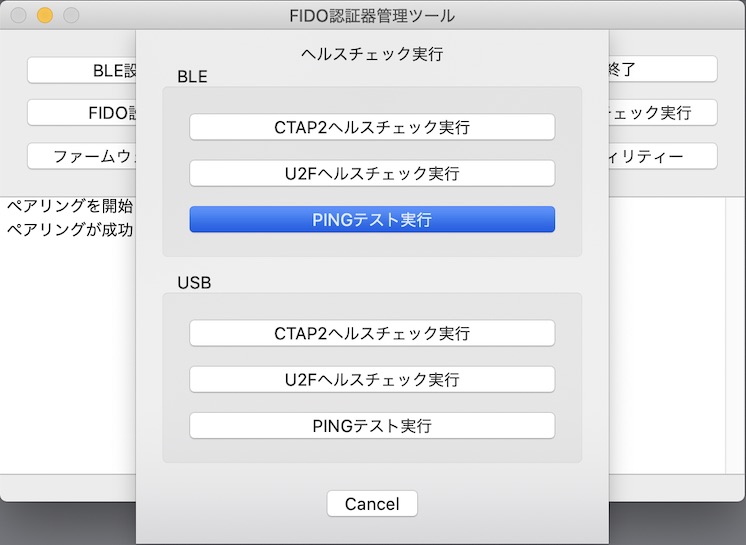 FIDO認証器管理ツール
ヘルスチェック実行
BLE
BLE設
終了
CTAP2ヘルスチェック実行
FIDO設
ェック実行
U2Fヘルスチェック実行
ファームウ
ィリティー
PINGテスト実行
ペアリングを開始
ペアリングが成功
USB
CTAP2ヘルスチェック実行
U2Fヘルスチェック実行
PINGテスト実行
Cancel